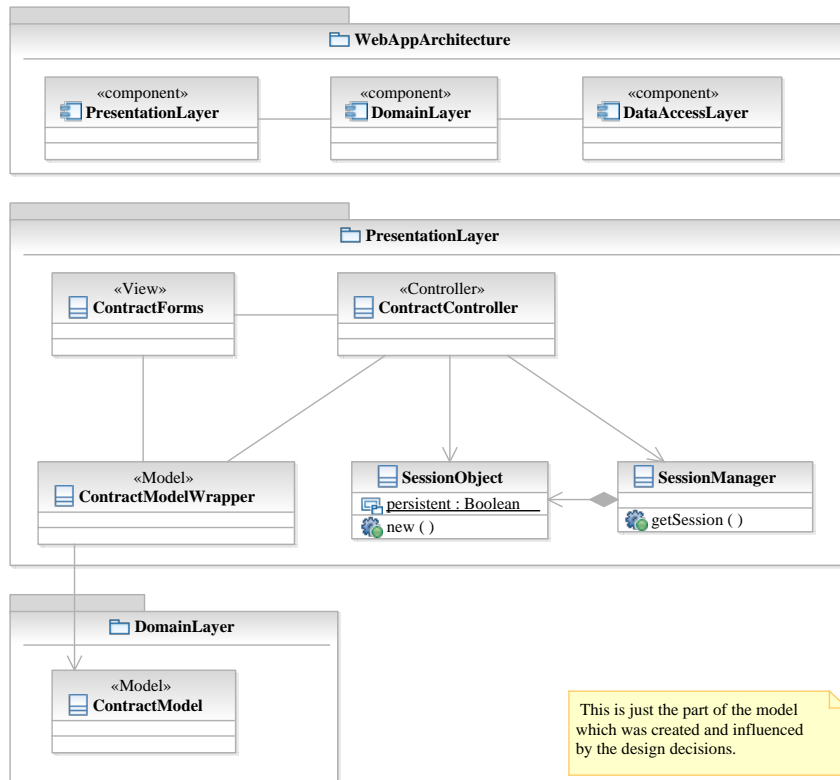 WebAppArchitecture
«component» «component» «component»
PresentationLayer DomainLayer DataAccessLayer
PresentationLayer
«View» «Controller»
ContractForms ContractController
«Model» SessionObject SessionManager
ContractModelWrapper
persistent : Boolean
new ( ) getSession ( )
DomainLayer
«Model»
ContractModel
This is just the part of the model
which was created and influenced
by the design decisions.